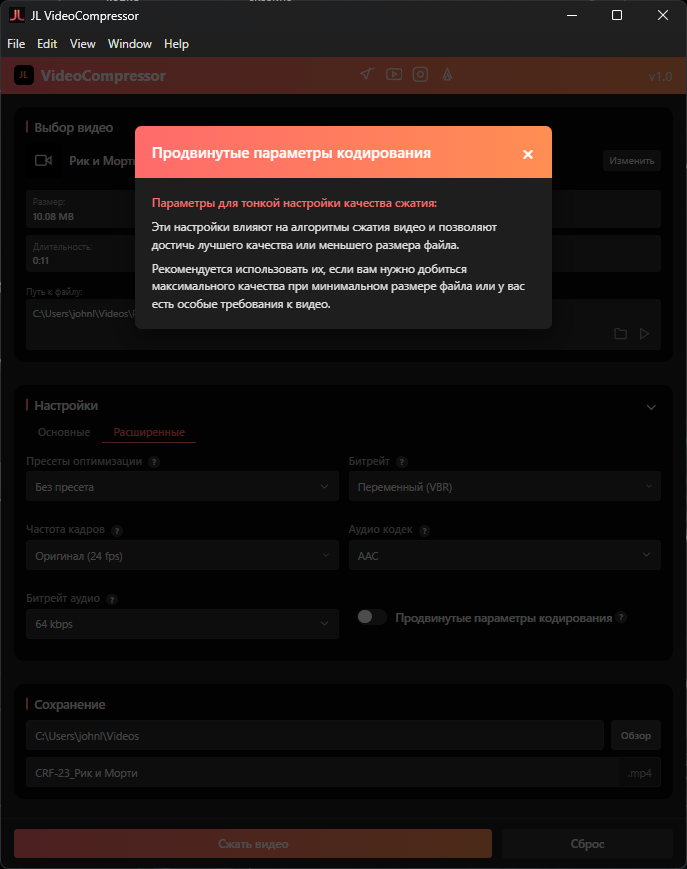 JL VideoCompressor
File Edit View Window Help
JL VideoCompressor v1.0
Выбор видео
Продвинутые параметры кодирования
Рик и Морти
Изменить
Размер:
10.08 MB
Параметры для тонкой настройки качества сжатия:
Эти настройки влияют на алгоритмы сжатия видео и позволяют
достичь лучшего качества или меньшего размера файла.
Длительность:
0:11
Рекомендуется использовать их, если вам нужно добиться
максимального качества при минимальном размере файла или у вас
есть особые требования к видео.
Путь к файлу:
C:\Users\johnl\Videos\
Настройки
Основные Расширенные
Пресеты оптимизации ? Битрейт ?
Без пресета Переменный (VBR)
Частота кадров ? Аудио кодек ?
Оригинал (24 fps) AAC
Битрейт аудио ?
64 kbps Продвинутые параметры кодирования ?
Сохранение
C:\Users\johnl\Videos Обзор
CRF-23_Рик и Морти .mp4
Сжать видео Сброс